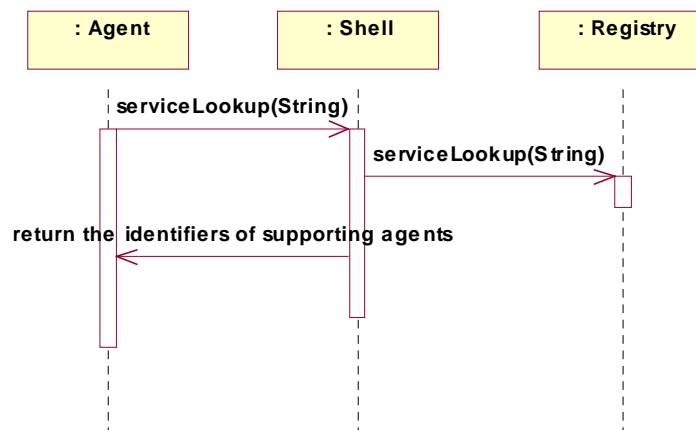 : Agent
: Shell
: Registry
serviceLookup(String)
serviceLookup(String)
return the identifiers of supporting agents